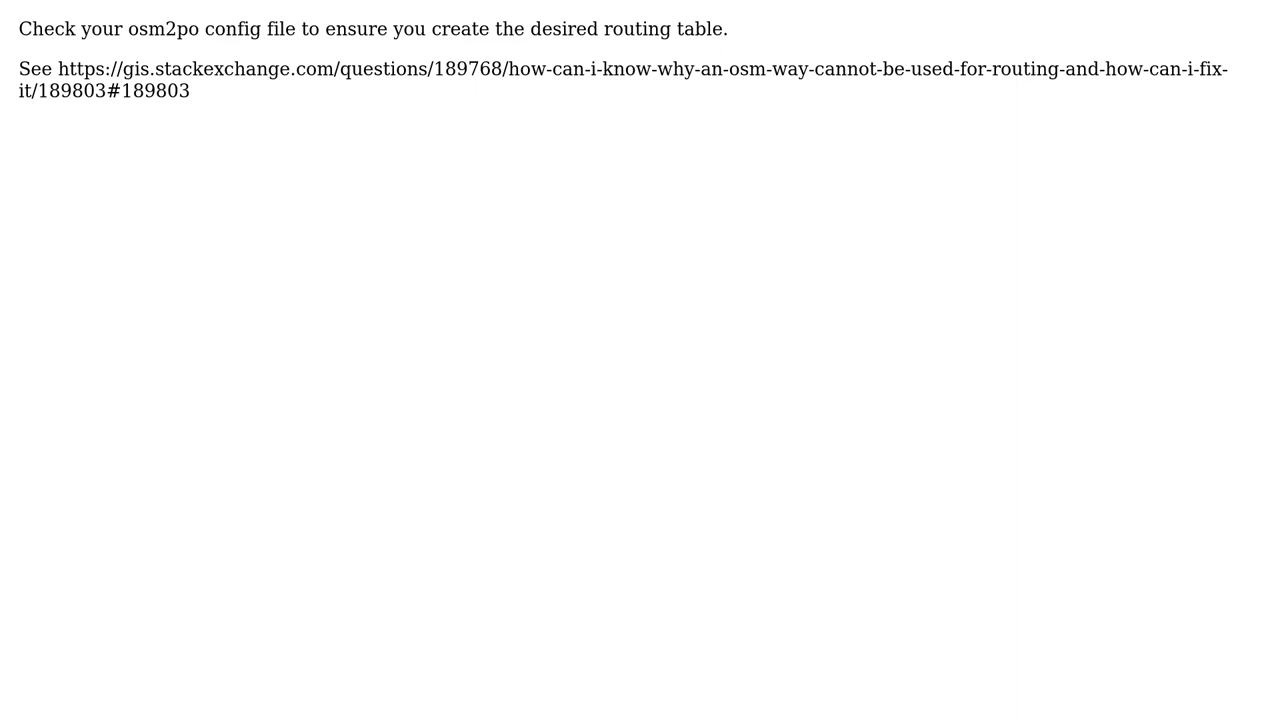 Check your osm2po config file to ensure you create the desired routing table.
See https://gis.stackexchange.com/questions/189768/how-can-i-know-why-an-osm-way-cannot-be-used-for-routing-and-how-can-i-fix-
it/189803#189803